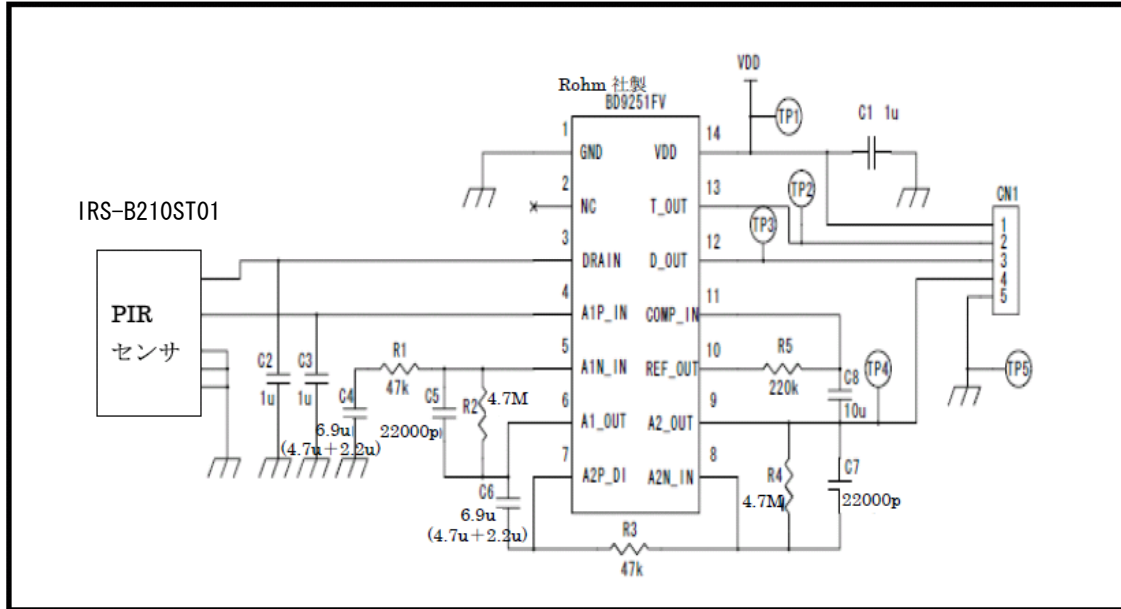 Rohm 社製
BD9251FV
VDD
TP1
C1 1u
1
GND
VDD
14
2
NC
T_OUT
13
TP2
CN1
1
2
3
4
5
IRS-B210ST01
3
DRAIN
D_OUT
12
TP3
PIR
センサ
4
A1P_IN
COMP_IN
11
C2
1u
C3
1u
R1
47k
5
A1N_IN
REF_OUT
10
R5
220k
TP4
TP5
C4
6.9u
(4.7u+2.2u)
C5
22000p
R2
4.7M
6
A1_OUT
A2_OUT
9
C8
10u
7
A2P_DI
A2N_IN
8
C6
6.9u
(4.7u+2.2u)
R4
4.7M
C7
22000p
R3
47k